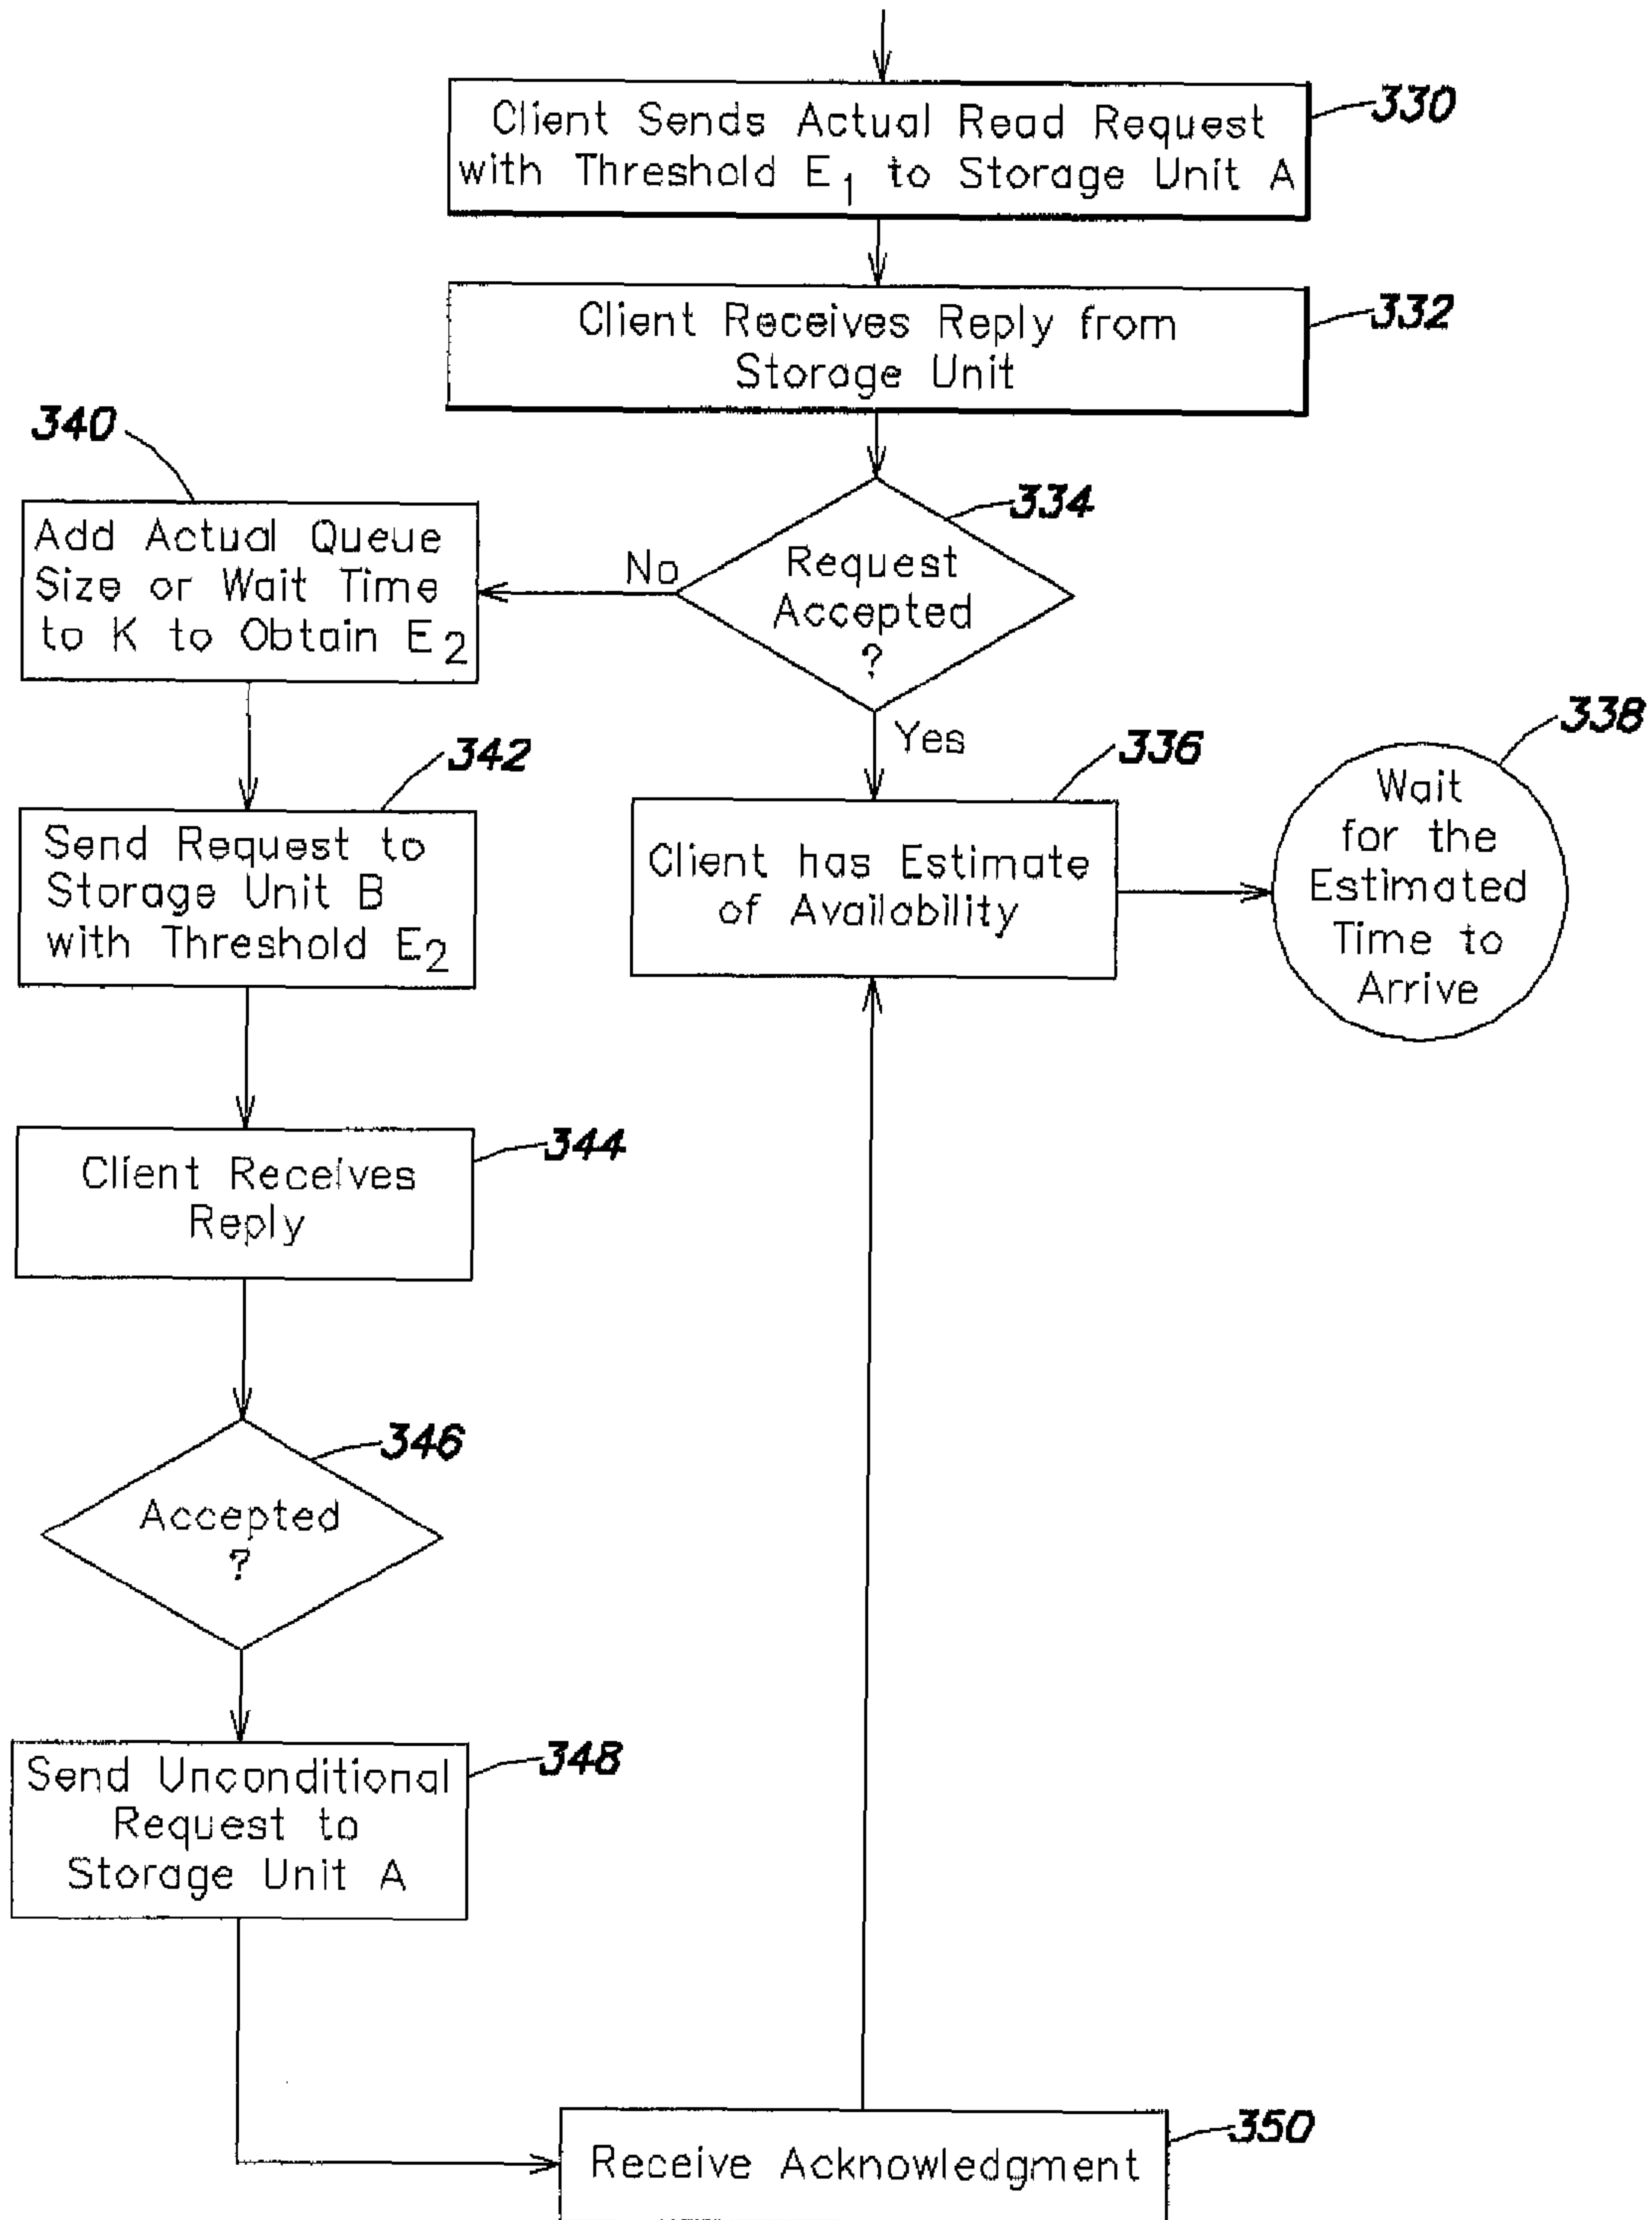 Client Sends Actual Read Request
with Threshold E1 to Storage Unit A
330
Client Receives Reply from
Storage Unit
332
334
Request
Accepted
?
No
Yes
340
Add Actual Queue
Size or Wait Time
to K to Obtain E2
336
Client has Estimate
of Availability
338
Wait
for the
Estimated
Time to
Arrive
342
Send Request to
Storage Unit B
with Threshold E2
344
Client Receives
Reply
346
Accepted
?
348
Send Unconditional
Request to
Storage Unit A
350
Receive Acknowledgment